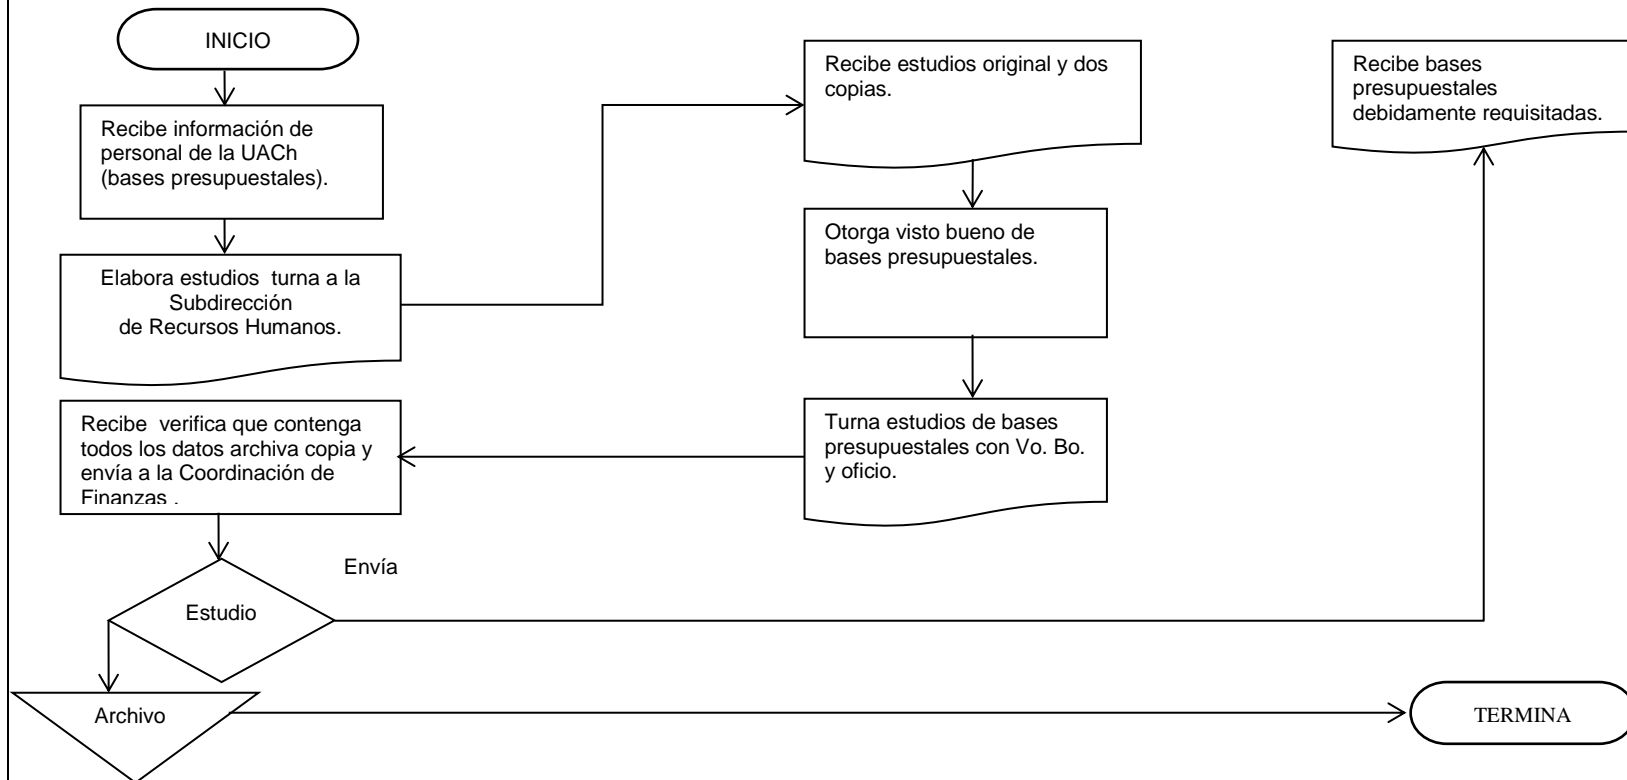 INICIO
Recibe información de
personal de la UACh
(bases presupuestales).
Elabora estudios turna a la
Subdirección
de Recursos Humanos.
Recibe verifica que contenga
todos los datos archiva copia y
envía a la Coordinación de
Finanzas .
Envía
Estudio
Archivo
Recibe estudios original y dos
copias.
Otorga visto bueno de
bases presupuestales.
Turna estudios de bases
presupuestales con Vo. Bo.
y oficio.
Recibe bases
presupuestales
debidamente requisitadas.
TERMINA